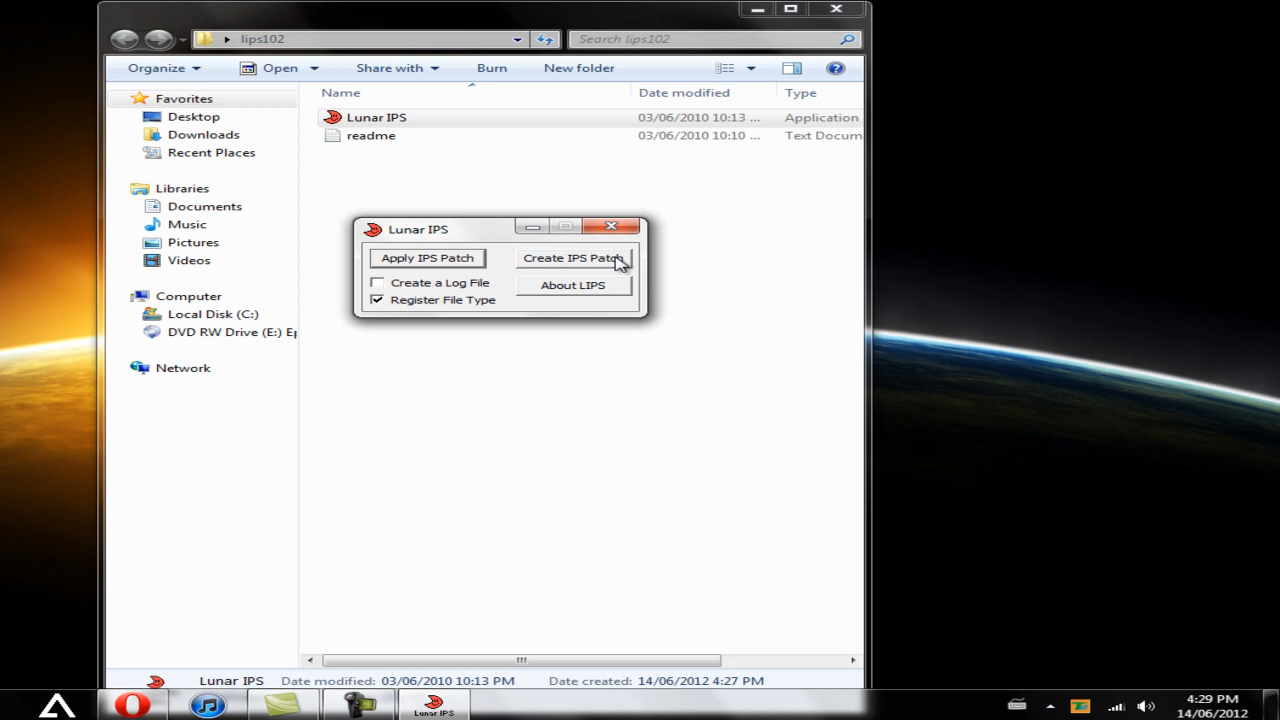 lips102
Search lips102
Organize
Open
Share with
Burn
New folder
Name
Date modified
Type
Favorites
Desktop
Downloads
Recent Places
Libraries
Documents
Music
Pictures
Videos
Computer
Local Disk (C:)
DVD RW Drive (E:) Ep
Network
Lunar IPS 03/06/2010 10:13 ... Application
readme 03/06/2010 10:10 ... Text Docum
Lunar IPS
Apply IPS Patch
Create IPS Patch
Create a Log File
About LIPS
Register File Type
Lunar IPS Date modified: 03/06/2010 10:13 PM Date created: 14/06/2012 4:27 PM
Lunar IPS
4:29 PM
14/06/2012